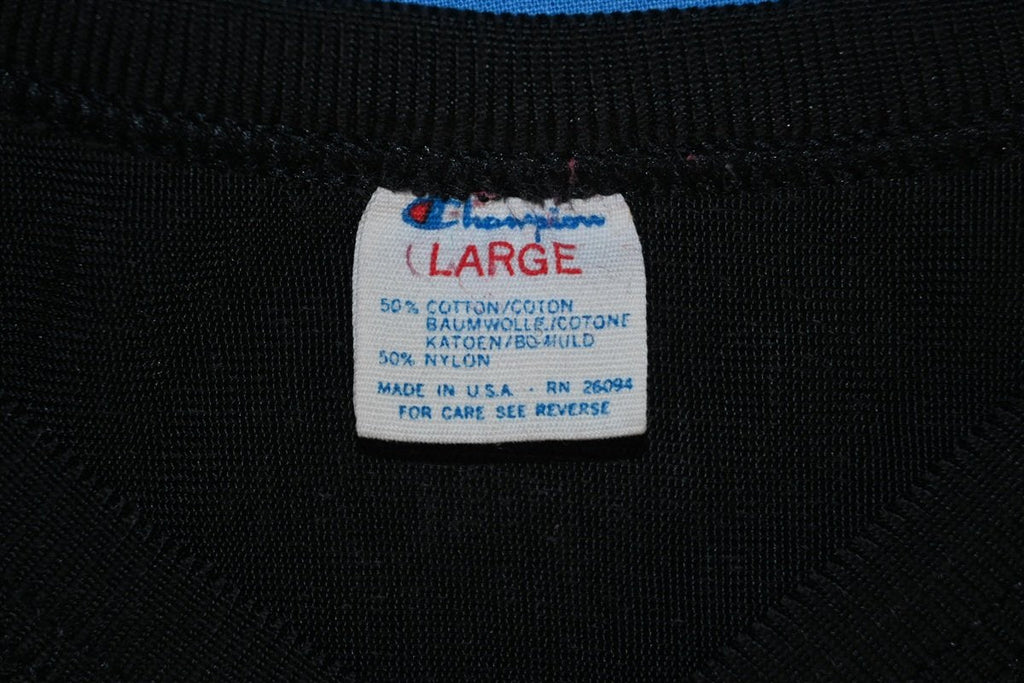 Champion
LARGE
50% COTTON/COTON
BAUMWOLLE/COTONE
KATOEN/BOMULD
50% NYLON
MADE IN U.S.A. - RN 26094
FOR CARE SEE REVERSE